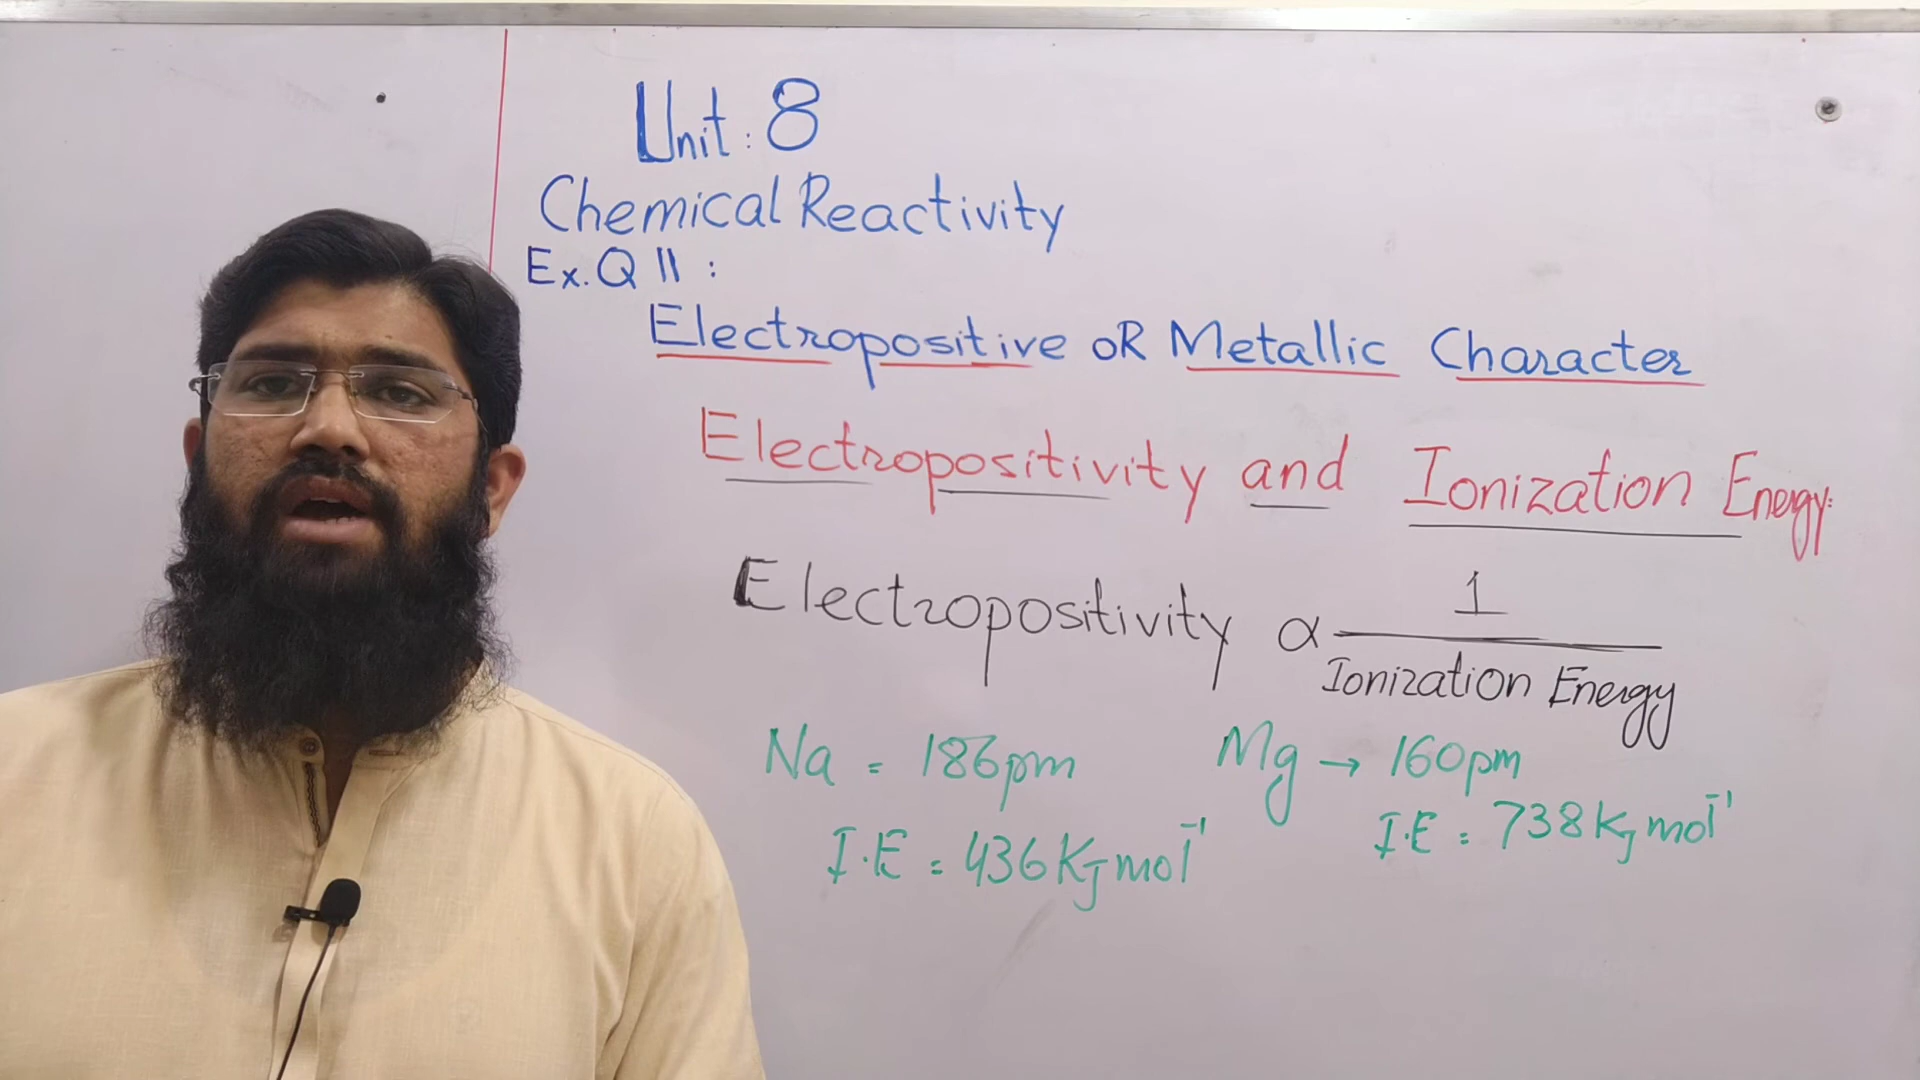 Unit: 8
Chemical Reactivity
Ex. Q 11 :
Electropositive OR Metallic Character
Electropositivity and Ionization Energy:
Electropositivity ∝ 1 / Ionization Energy
Na = 186pm Mg → 160pm
I.E = 436 KJ mol⁻¹ I.E = 738 KJ mol⁻¹